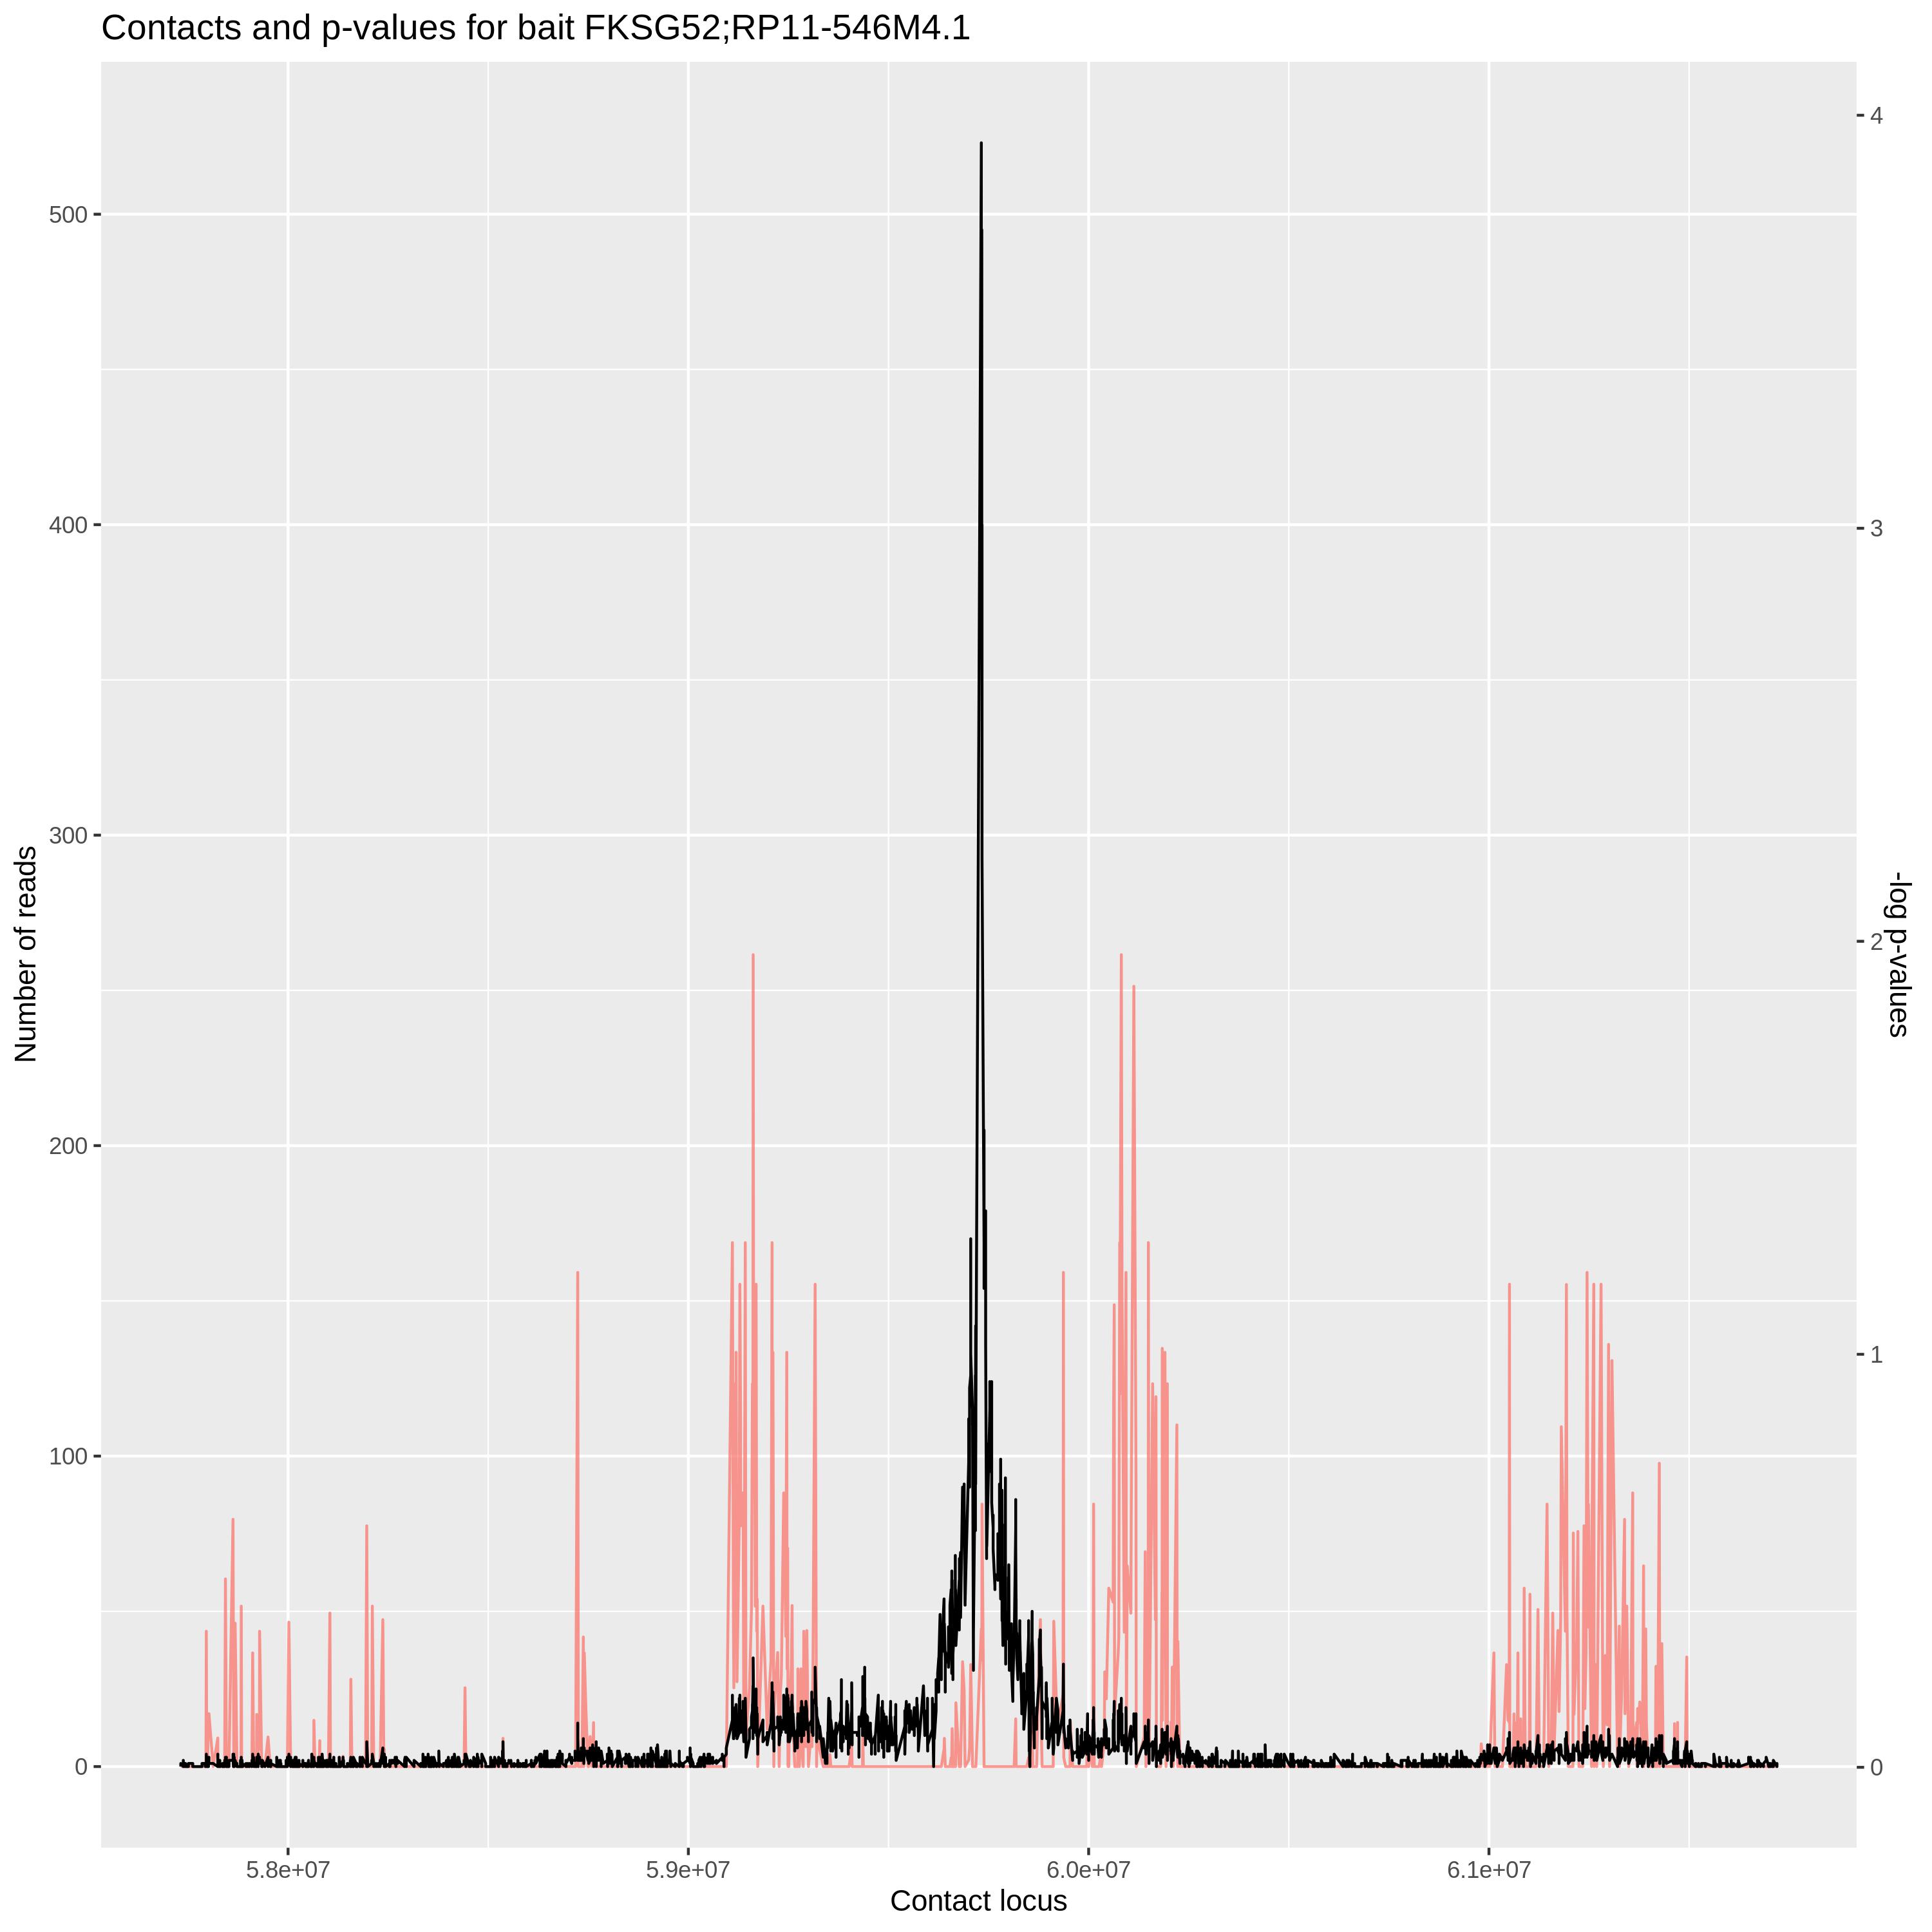 Contacts and p-values for bait FKSG52;RP11-546M4.1
500
400
300
200
100
0
Number of reads
4
3
2
1
0
-log p-values
5.8e+07
5.9e+07
6.0e+07
6.1e+07
Contact locus